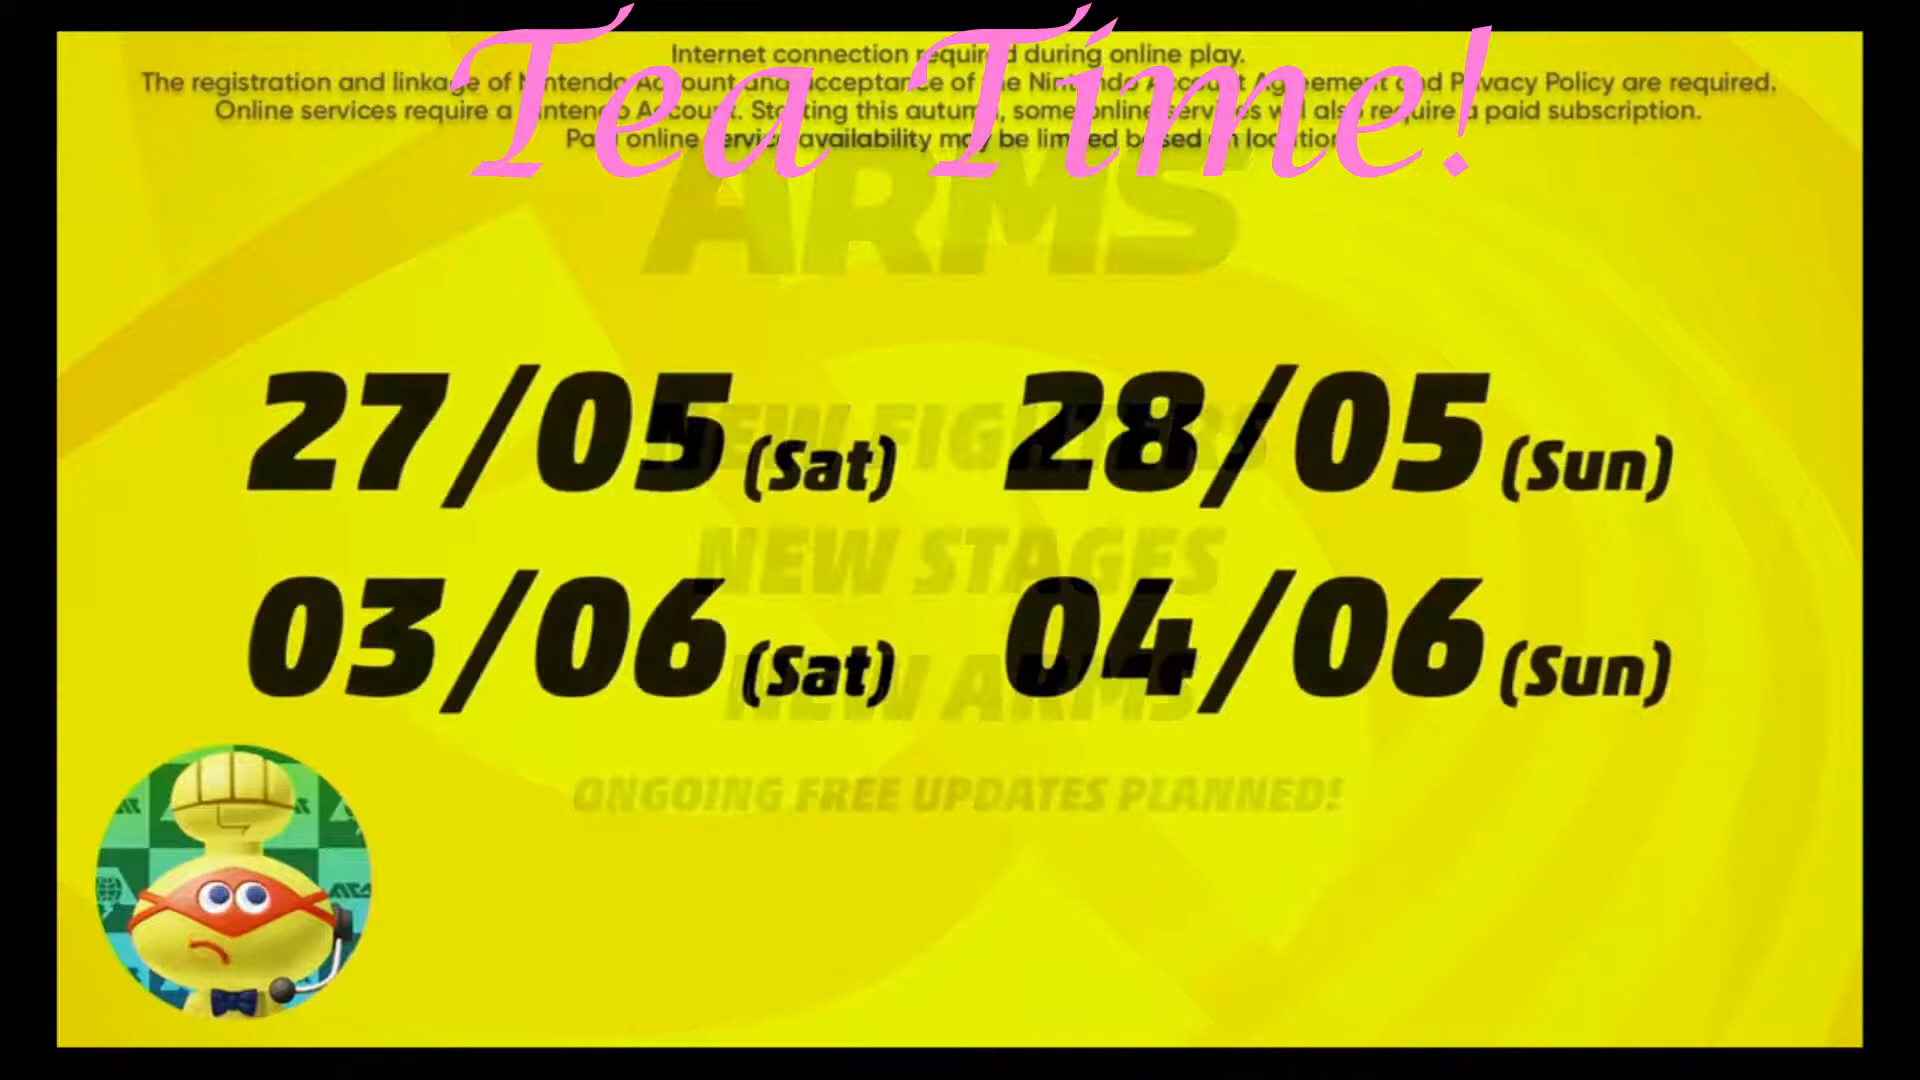 Tea Time!
Internet connection required during online play.
The registration and linkage of Nintendo Account and acceptance of the Nintendo Account Agreement and Privacy Policy are required.
Online services require a Nintendo Account. Starting this autumn, some online services will also require a paid subscription.
Paid online service availability may be limited based on location.
ARMS
27/05 (Sat) 28/05 (Sun)
NEW FIGHTERS
NEW STAGES
03/06 (Sat) 04/06 (Sun)
NEW ARMS
ONGOING FREE UPDATES PLANNED!